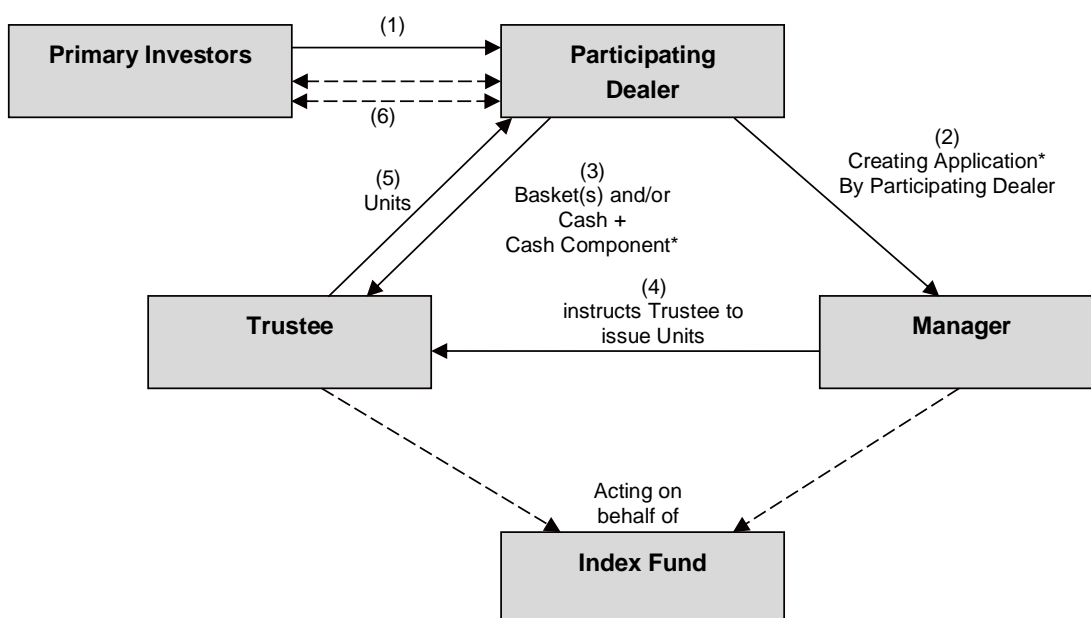 Primary Investors
(1)
Participating
Dealer
(6)
(2)
Creating Application*
By Participating Dealer
(5)
Units
(3)
Basket(s) and/or
Cash +
Cash Component*
(4)
instructs Trustee to
issue Units
Trustee
Manager
Acting on
behalf of
Index Fund